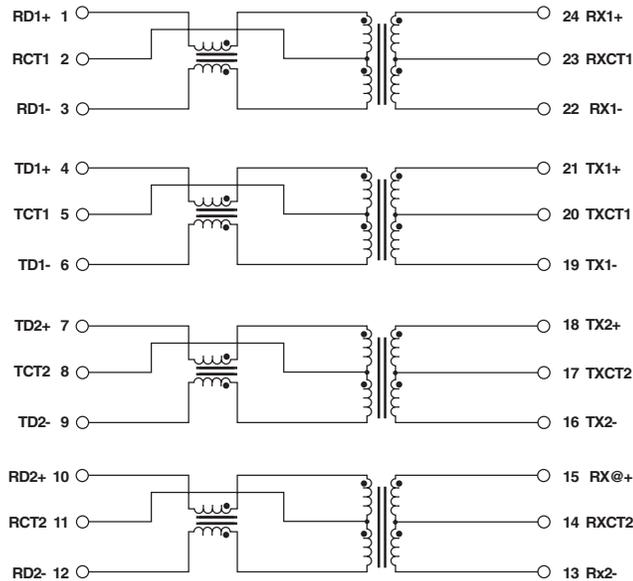 RD1+ 1 24 RX1+
RCT1 2 23 RXCT1
RD1- 3 22 RX1-
TD1+ 4 21 TX1+
TCT1 5 20 TXCT1
TD1- 6 19 TX1-
TD2+ 7 18 TX2+
TCT2 8 17 TXCT2
TD2- 9 16 TX2-
RD2+ 10 15 RX@+
RCT2 11 14 RXCT2
RD2- 12 13 Rx2-